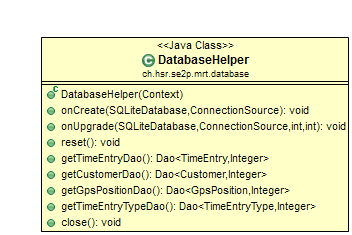 <<Java Class>>
C DatabaseHelper
ch.hsr.se2p.mrt.database
C DatabaseHelper(Context)
onCreate(SQLiteDatabase,ConnectionSource): void
onUpgrade(SQLiteDatabase,ConnectionSource,int,int): void
reset(): void
getTimeEntryDao(): Dao<TimeEntry,Integer>
getCustomerDao(): Dao<Customer,Integer>
getGpsPositionDao(): Dao<GpsPosition,Integer>
getTimeEntryTypeDao(): Dao<TimeEntryType,Integer>
close(): void